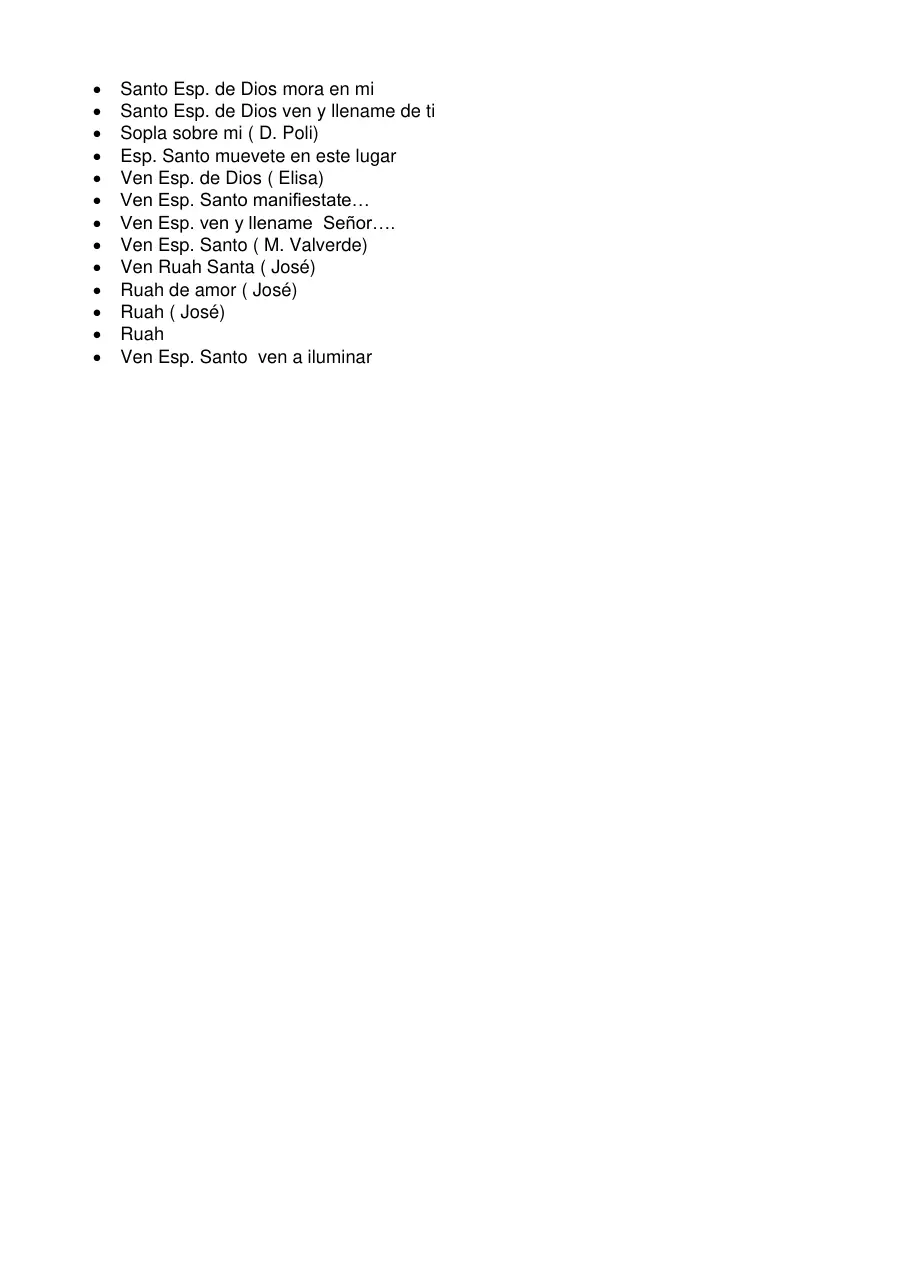 • Santo Esp. de Dios mora en mi
• Santo Esp. de Dios ven y llename de ti
• Sopla sobre mi ( D. Poli)
• Esp. Santo muevete en este lugar
• Ven Esp. de Dios ( Elisa)
• Ven Esp. Santo manifiestate…
• Ven Esp. ven y llename  Señor….
• Ven Esp. Santo ( M. Valverde)
• Ven Ruah Santa ( José)
• Ruah de amor ( José)
• Ruah ( José)
• Ruah
• Ven Esp. Santo  ven a iluminar